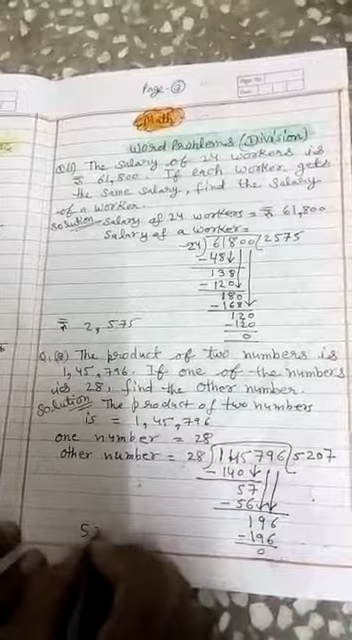 Page-③
Math
Word Problems (Division)
Q.(1) The salary of 24 workers is
₹ 61,800. If each worker gets
the same salary, find the salary
of a worker.
Solution - Salary of 24 workers = ₹ 61,800
Salary of a worker =
24) 61800 (2575
-48
138
-120
180
-168
120
-120
0
₹ 2,575
Q.(2) The product of two numbers is
1,45,796. If one of the numbers
is 28, find the other number.
Solution The product of two numbers
is = 1,45,796
one number = 28
other number = 28) 145796 (5207
-140
57
-56
196
-196
0